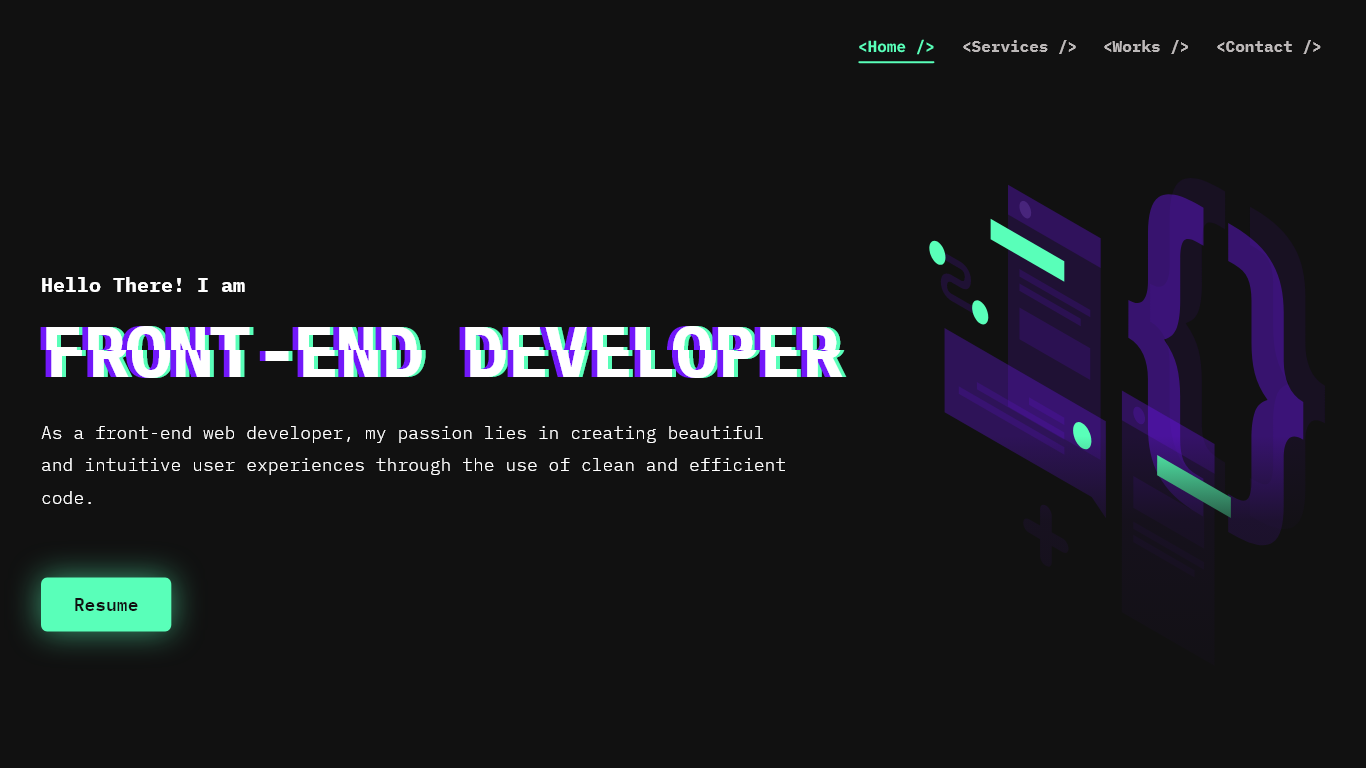 <Home /> <Services /> <Works /> <Contact />
Hello There! I am
FRONT-END DEVELOPER
As a front-end web developer, my passion lies in creating beautiful
and intuitive user experiences through the use of clean and efficient
code.
Resume